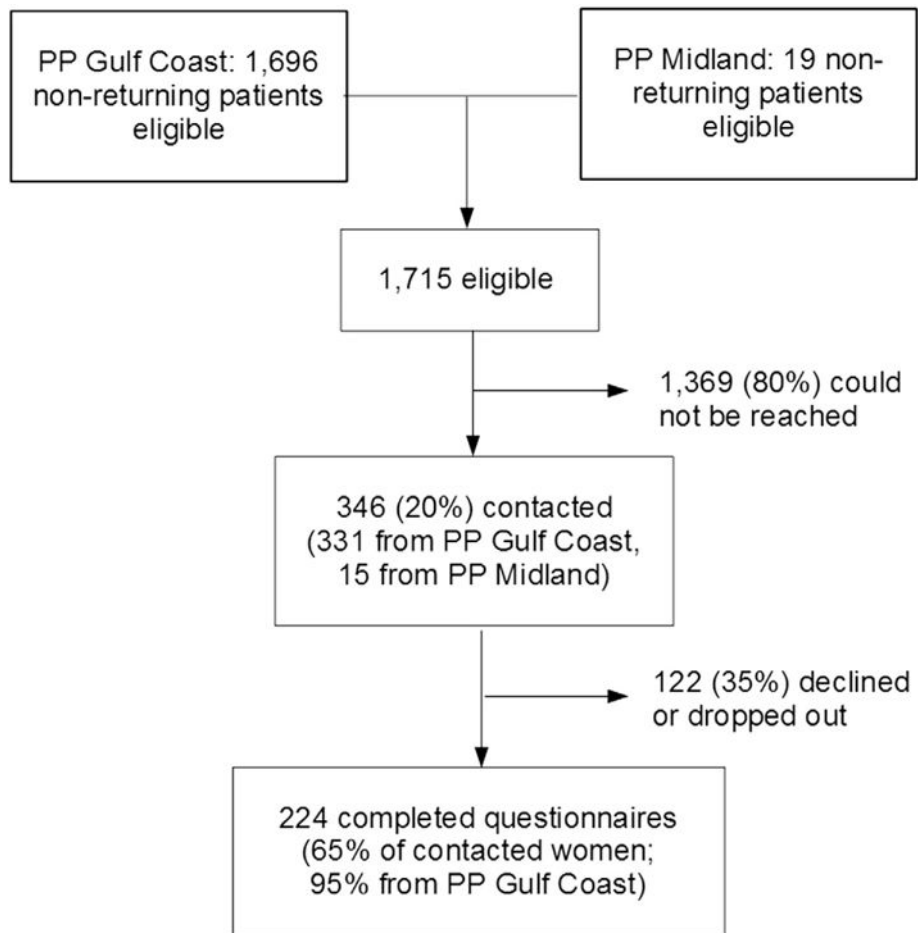 PP Gulf Coast: 1,696
non-returning patients
eligible
PP Midland: 19 non-
returning patients
eligible
1,715 eligible
1,369 (80%) could
not be reached
346 (20%) contacted
(331 from PP Gulf Coast,
15 from PP Midland)
122 (35%) declined
or dropped out
224 completed questionnaires
(65% of contacted women;
95% from PP Gulf Coast)